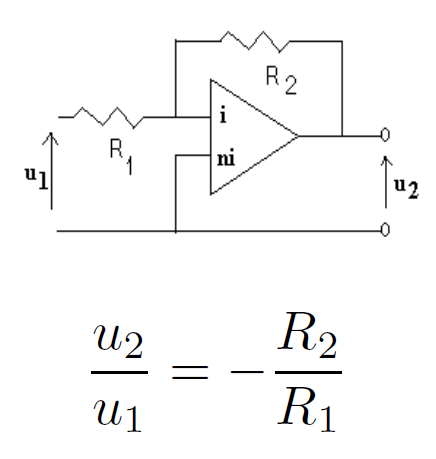 R2
i
R1
ni
u1
u2
u2/u1 = −R2/R1